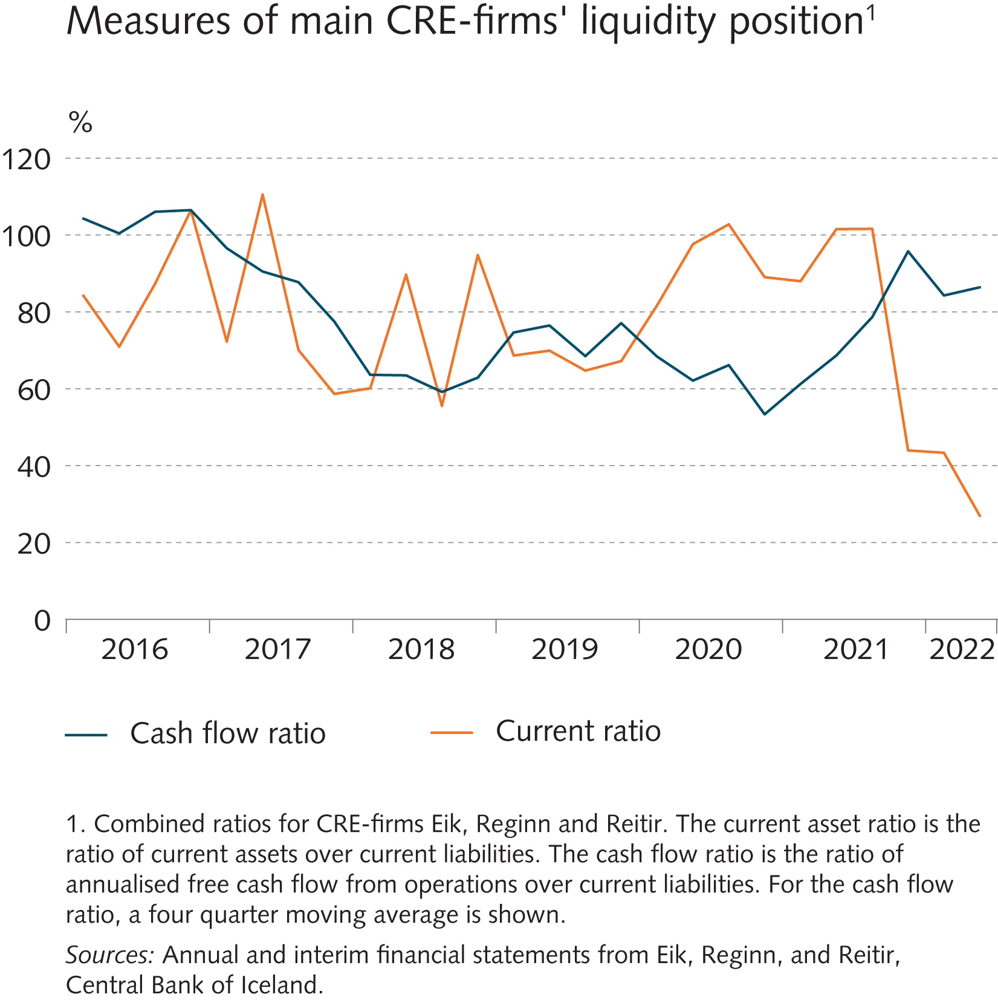 Measures of main CRE-firms' liquidity position¹
%
120
100
80
60
40
20
0
2016 2017 2018 2019 2020 2021 2022
Cash flow ratio Current ratio
1. Combined ratios for CRE-firms Eik, Reginn and Reitir. The current asset ratio is the
ratio of current assets over current liabilities. The cash flow ratio is the ratio of
annualised free cash flow from operations over current liabilities. For the cash flow
ratio, a four quarter moving average is shown.
Sources: Annual and interim financial statements from Eik, Reginn, and Reitir,
Central Bank of Iceland.